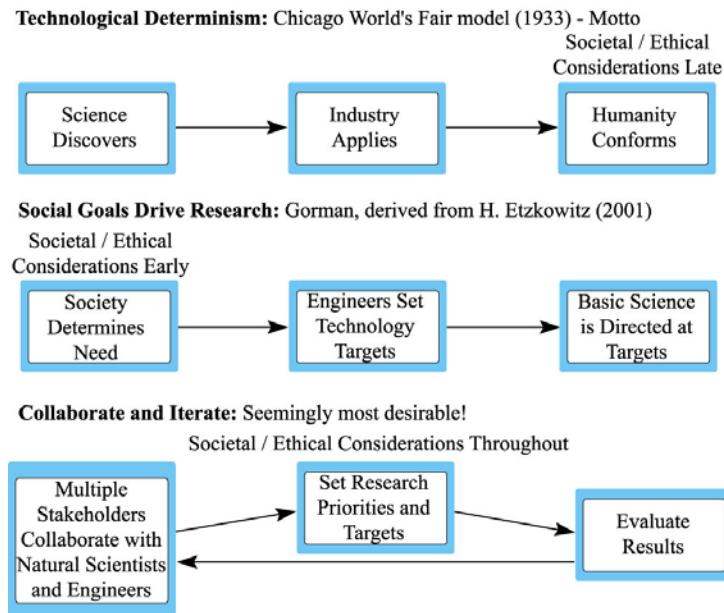 Technological Determinism: Chicago World's Fair model (1933) - Motto
Societal / Ethical
Considerations Late
Science
Discovers
Industry
Applies
Humanity
Conforms
Social Goals Drive Research: Gorman, derived from H. Etzkowitz (2001)
Societal / Ethical
Considerations Early
Society
Determines
Need
Engineers Set
Technology
Targets
Basic Science
is Directed at
Targets
Collaborate and Iterate: Seemingly most desirable!
Societal / Ethical Considerations Throughout
Multiple
Stakeholders
Collaborate with
Natural Scientists
and Engineers
Set Research
Priorities and
Targets
Evaluate
Results